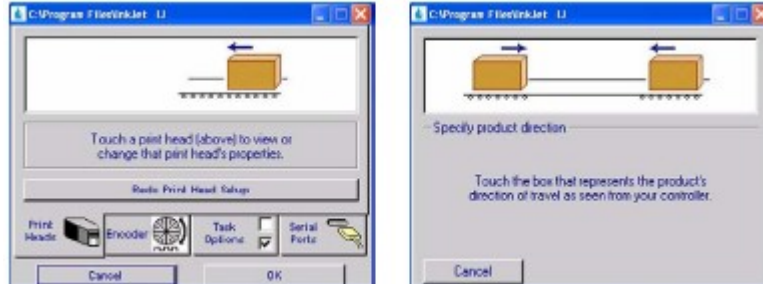 C:\Program Files\InkJet IJ
Touch a print head (above) to view or
change that print head's properties.
Redo Print Head Setup
Print
Heads
Encoder
Task
Options
Serial
Ports
Cancel
OK
C:\Program Files\InkJet IJ
Specify product direction
Touch the box that represents the product's
direction of travel as seen from your controller.
Cancel